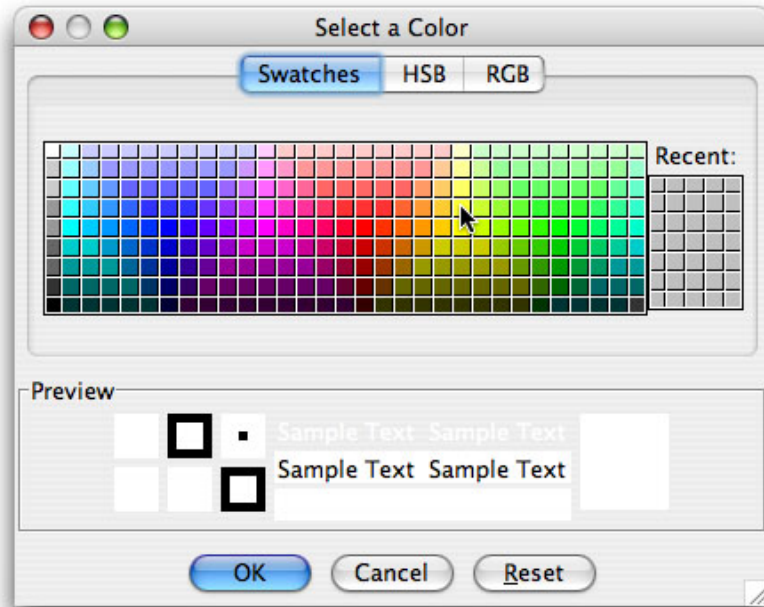 Select a Color
Swatches HSB RGB
Recent:
Preview
Sample Text Sample Text
Sample Text Sample Text
OK Cancel Reset